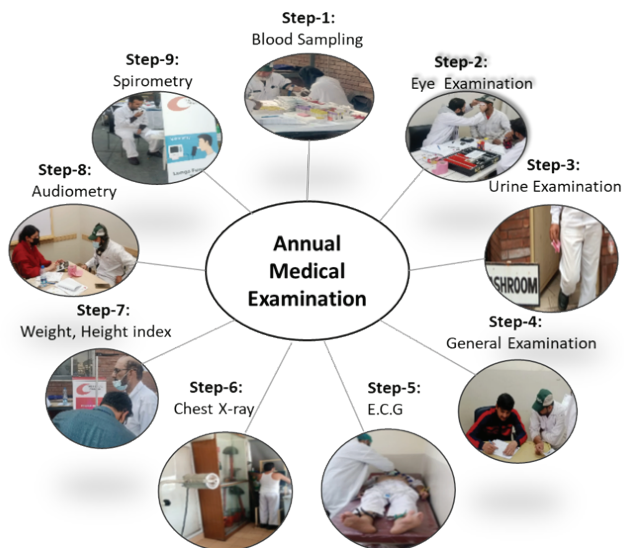 Step-1:
Blood Sampling
Step-2:
Eye Examination
Step-3:
Urine Examination
Step-4:
General Examination
Step-5:
E.C.G
Step-6:
Chest X-ray
Step-7:
Weight, Height index
Step-8:
Audiometry
Step-9:
Spirometry
Annual
Medical
Examination
SHROOM